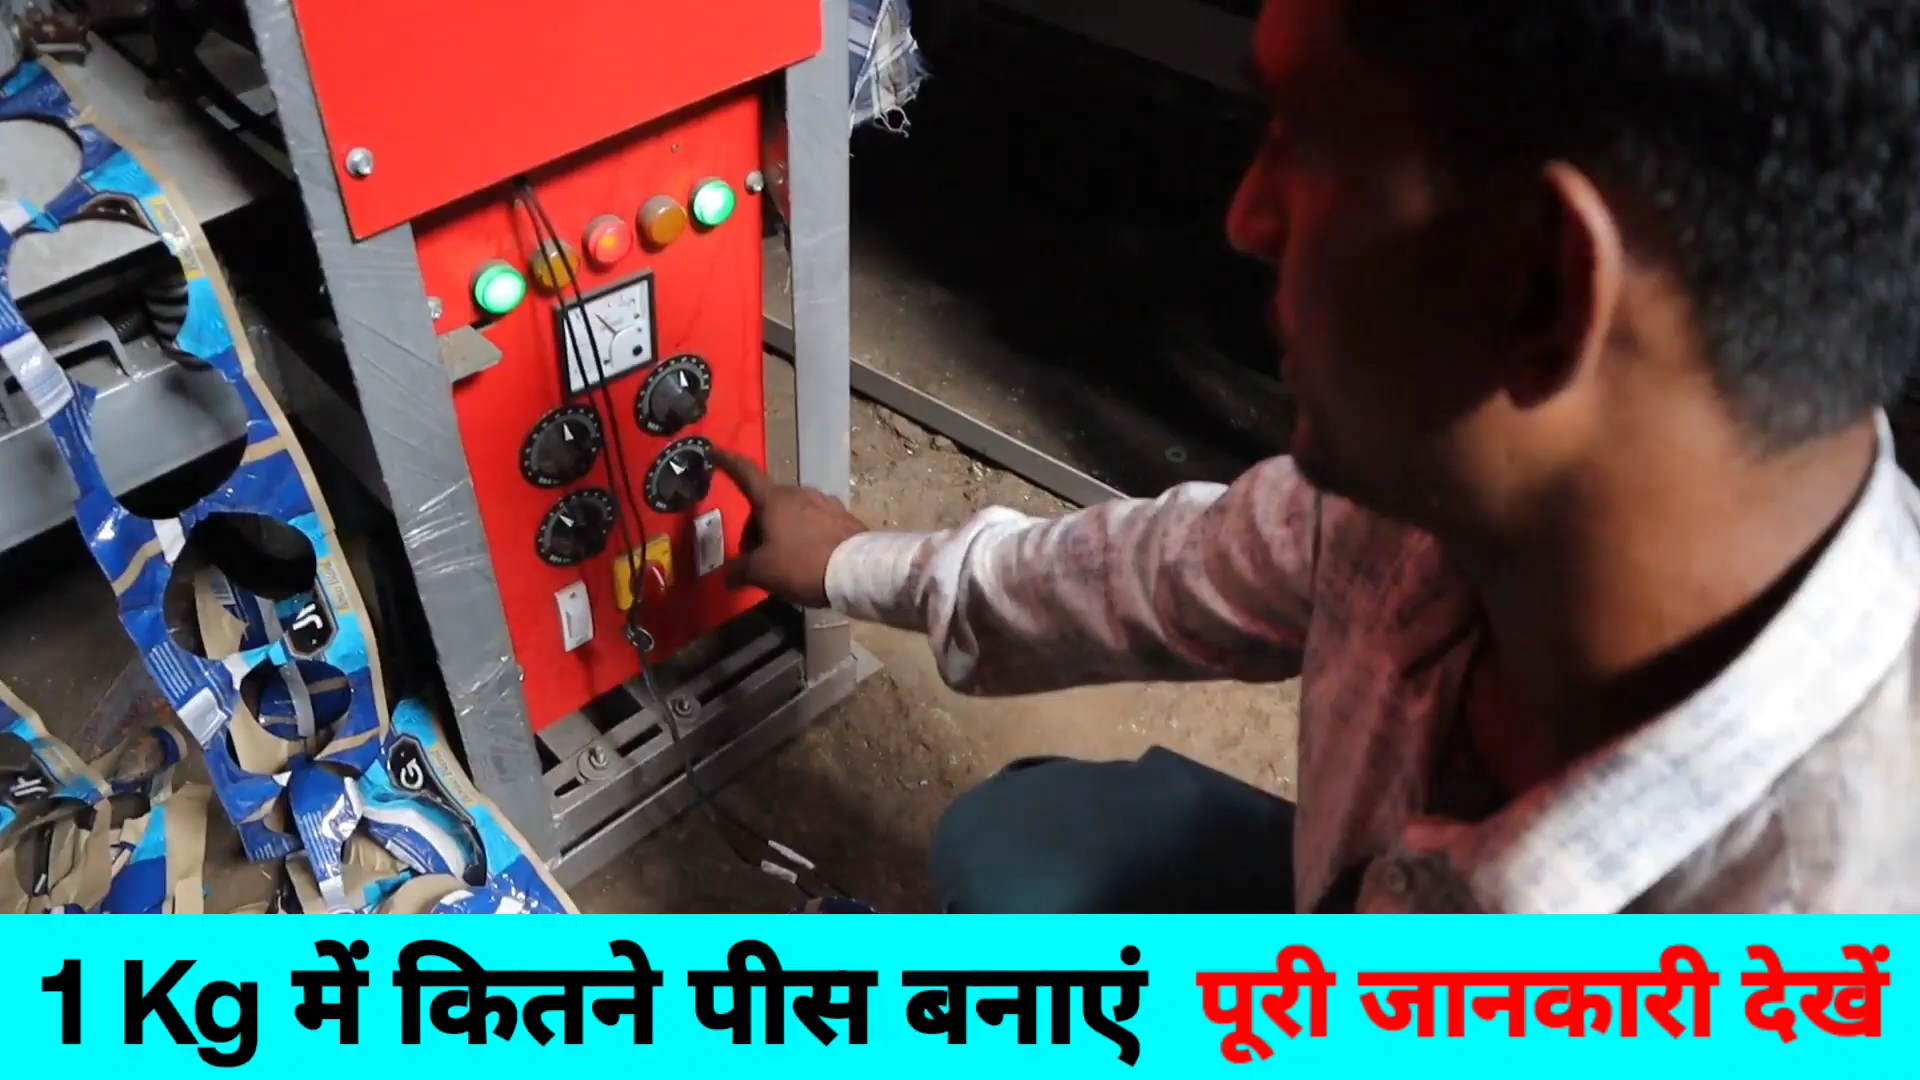 1 Kg में कितने पीस बनाएं पूरी जानकारी देखें